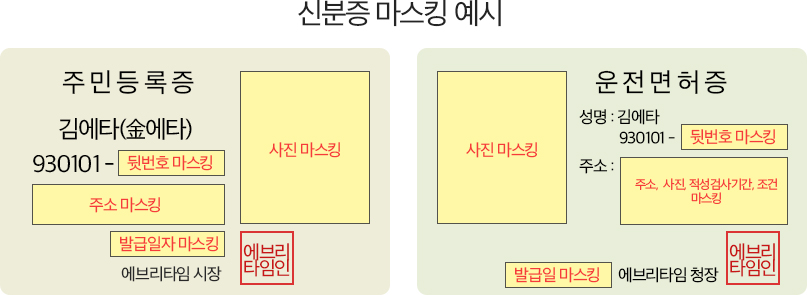 신분증 마스킹 예시
주민등록증
김에타(金에타)
930101 - 뒷번호 마스킹
주소 마스킹
발급일자 마스킹
에브리타임 시장
사진 마스킹
에브리
타임인
운전면허증
사진 마스킹
성명 : 김에타
930101 - 뒷번호 마스킹
주소 :
주소, 사진, 적성검사기간, 조건
마스킹
발급일 마스킹 에브리타임 청장
에브리
타임인